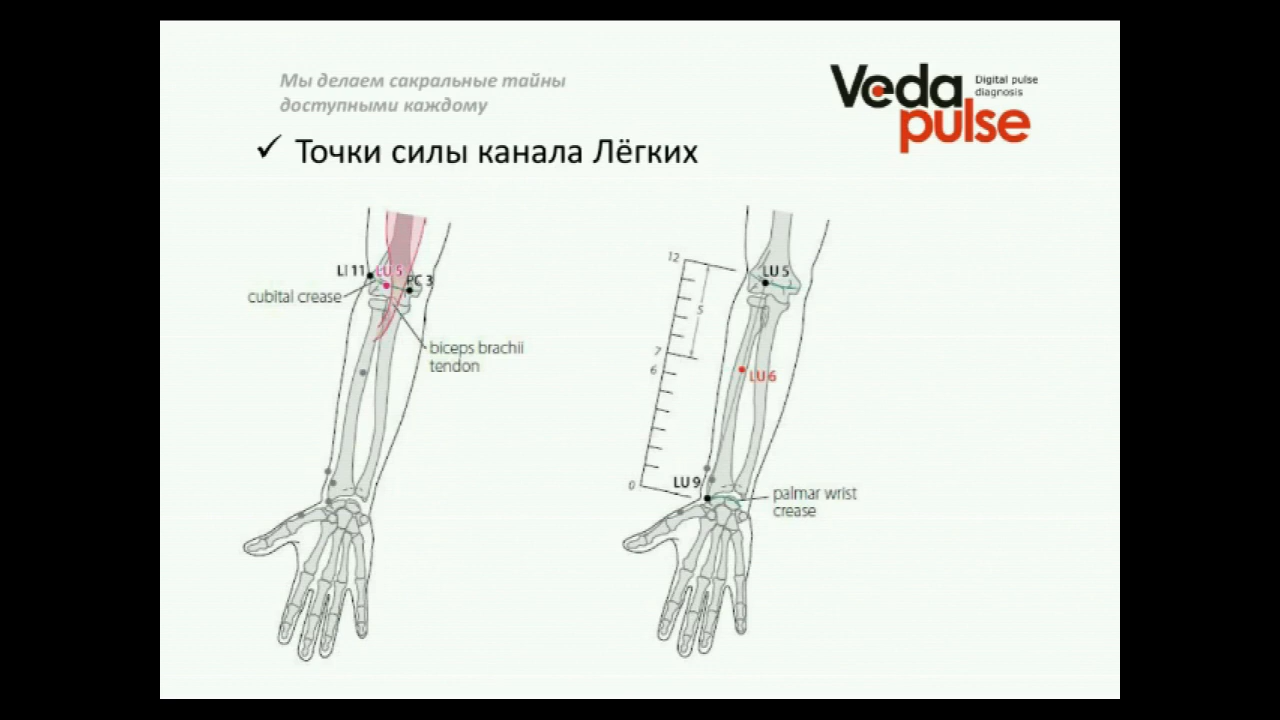 Мы делаем сакральные тайны
доступными каждому
Veda
pulse
Digital pulse
diagnosis
✓ Точки силы канала Лёгких
LI 11
LU 5
PC 3
cubital crease
biceps brachii
tendon
12
5
7
6
0
LU 5
LU 6
LU 9
palmar wrist
crease